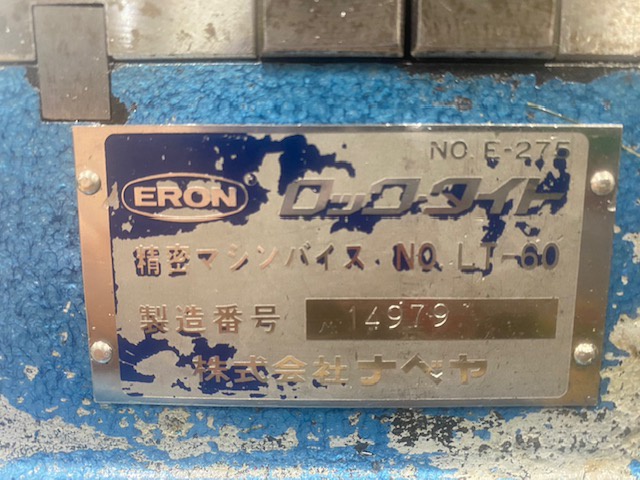 NO. E-275
ERON ロックタイト
精密マシンバイス NO. LT-60
製造番号 14979
株式会社ナベヤ